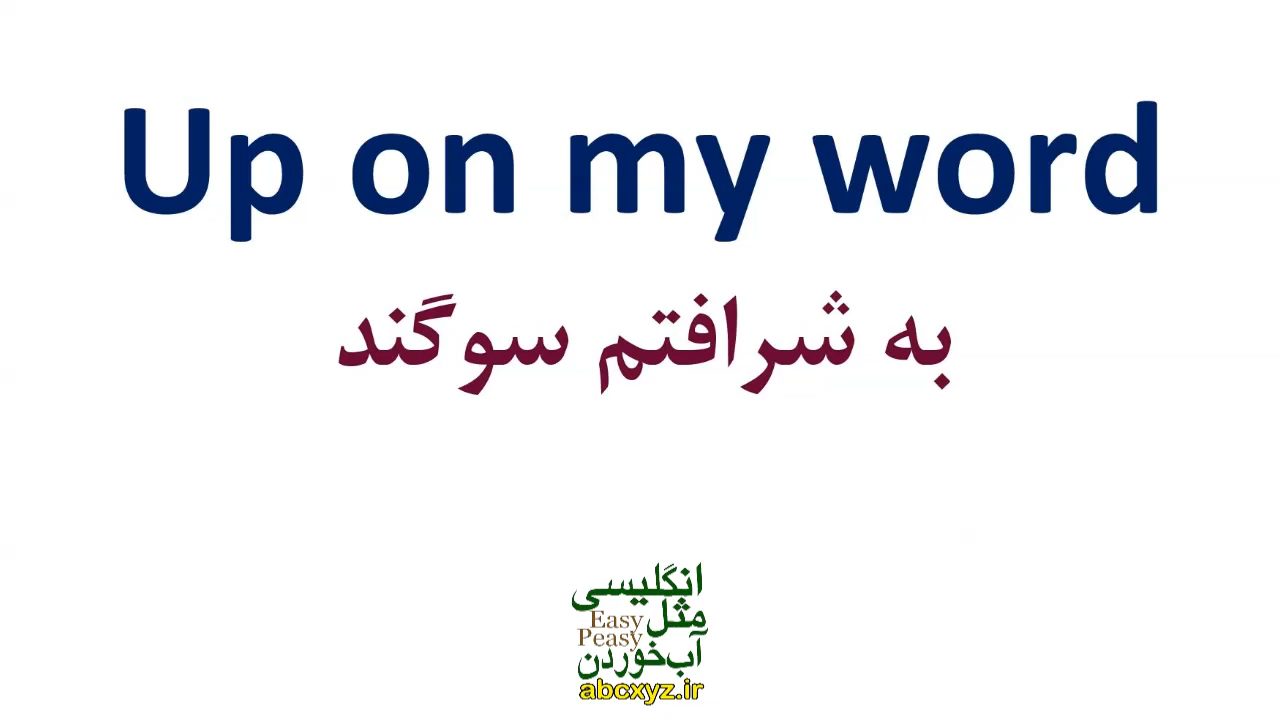 Up on my word
به شرافتم سوگند
انگلیسی
مثل
Easy
Peasy
آب‌خوردن
abcxyz.ir